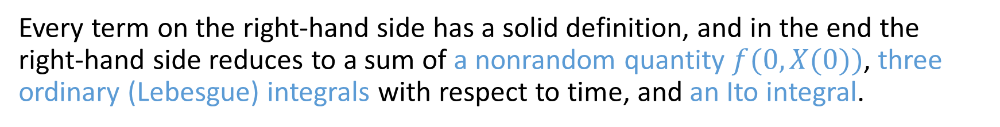 Every term on the right-hand side has a solid definition, and in the end the
right-hand side reduces to a sum of a nonrandom quantity 𝑓(0, 𝑋(0)), three
ordinary (Lebesgue) integrals with respect to time, and an Ito integral.